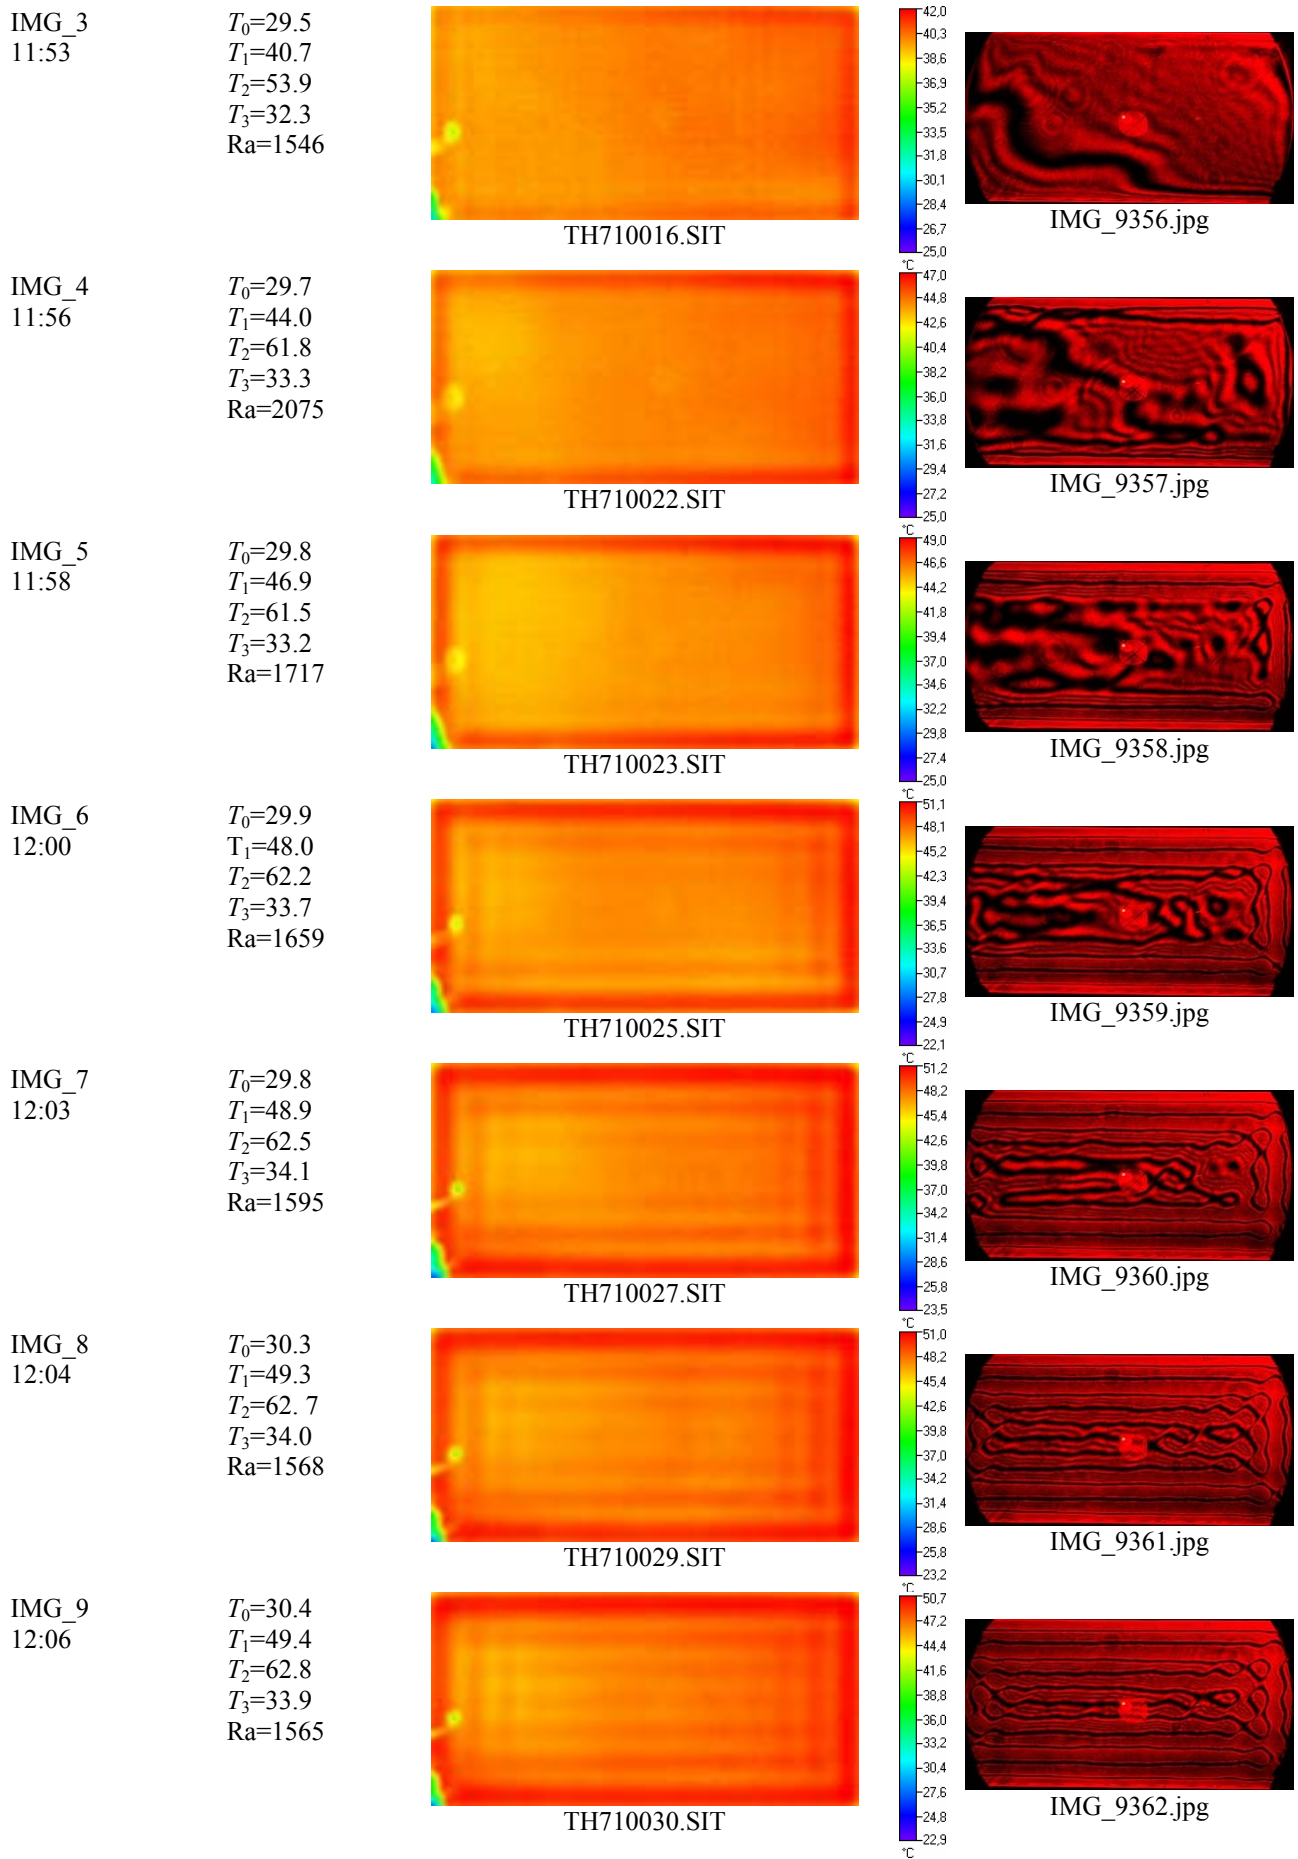 IMG_3
11:53
T0=29.5
T1=40.7
T2=53.9
T3=32.3
Ra=1546
TH710016.SIT
42,0
40,3
38,6
36,9
35,2
33,5
31,8
30,1
28,4
26,7
25,0
°C
IMG_9356.jpg
IMG_4
11:56
T0=29.7
T1=44.0
T2=61.8
T3=33.3
Ra=2075
TH710022.SIT
47,0
44,8
42,6
40,4
38,2
36,0
33,8
31,6
29,4
27,2
25,0
°C
IMG_9357.jpg
IMG_5
11:58
T0=29.8
T1=46.9
T2=61.5
T3=33.2
Ra=1717
TH710023.SIT
49,0
46,6
44,2
41,8
39,4
37,0
34,6
32,2
29,8
27,4
25,0
°C
IMG_9358.jpg
IMG_6
12:00
T0=29.9
T1=48.0
T2=62.2
T3=33.7
Ra=1659
TH710025.SIT
51,1
48,1
45,2
42,3
39,4
36,5
33,6
30,7
27,8
24,9
22,1
°C
IMG_9359.jpg
IMG_7
12:03
T0=29.8
T1=48.9
T2=62.5
T3=34.1
Ra=1595
TH710027.SIT
51,2
48,2
45,4
42,6
39,8
37,0
34,2
31,4
28,6
25,8
23,5
°C
IMG_9360.jpg
IMG_8
12:04
T0=30.3
T1=49.3
T2=62. 7
T3=34.0
Ra=1568
TH710029.SIT
51,0
48,2
45,4
42,6
39,8
37,0
34,2
31,4
28,6
25,8
23,2
°C
IMG_9361.jpg
IMG_9
12:06
T0=30.4
T1=49.4
T2=62.8
T3=33.9
Ra=1565
TH710030.SIT
50,7
47,2
44,4
41,6
38,8
36,0
33,2
30,4
27,6
24,8
22,9
°C
IMG_9362.jpg